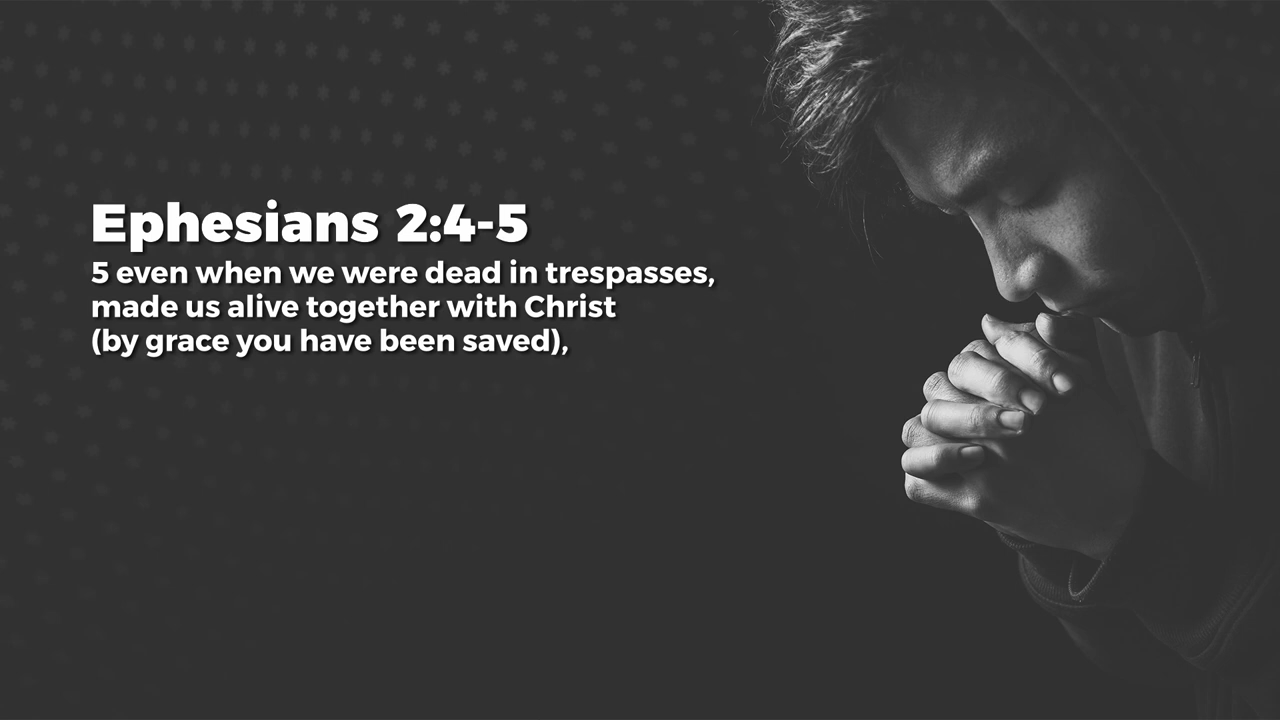 Ephesians 2:4-5
5 even when we were dead in trespasses,
made us alive together with Christ
(by grace you have been saved),